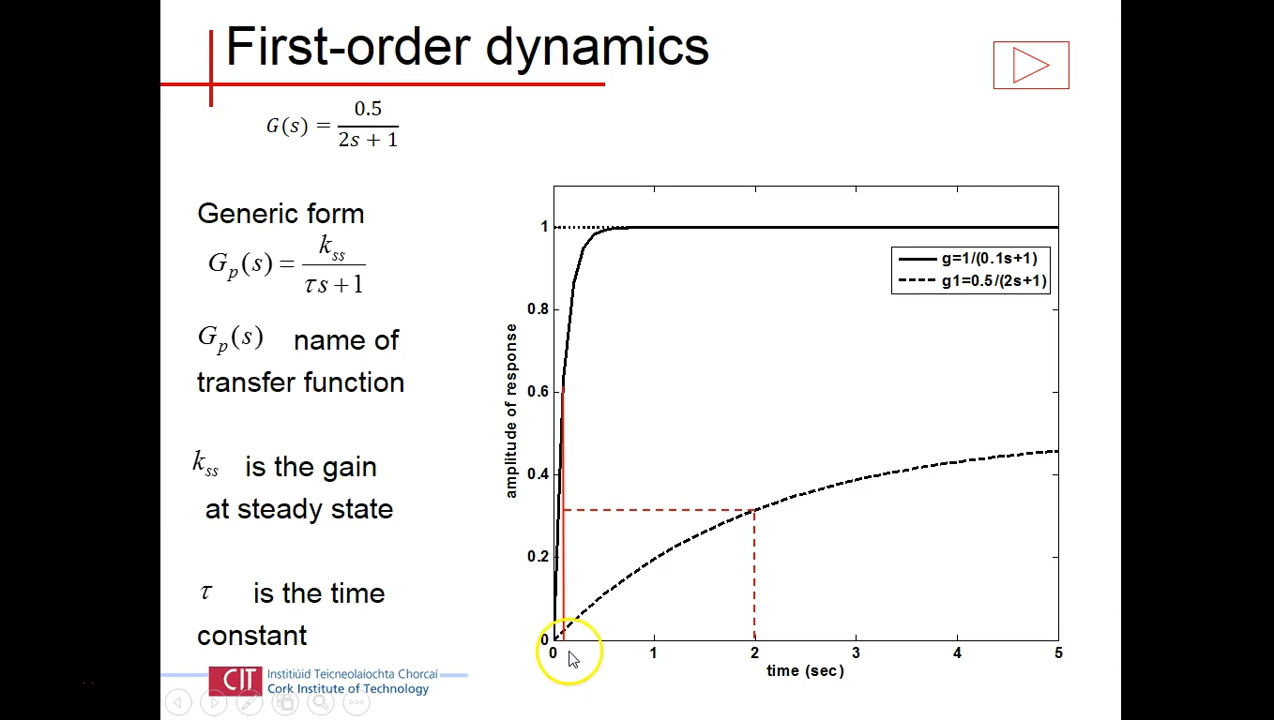 First-order dynamics
G(s) = 0.5 / (2s + 1)
Generic form
G_p(s) = k_ss / (τs + 1)
G_p(s) name of
transfer function
k_ss is the gain
at steady state
τ is the time
constant
CIT Institiúid Teicneolaíochta Chorcaí
Cork Institute of Technology
amplitude of response
1
0.8
0.6
0.4
0.2
0
g=1/(0.1s+1)
g1=0.5/(2s+1)
0 1 2 3 4 5
time (sec)